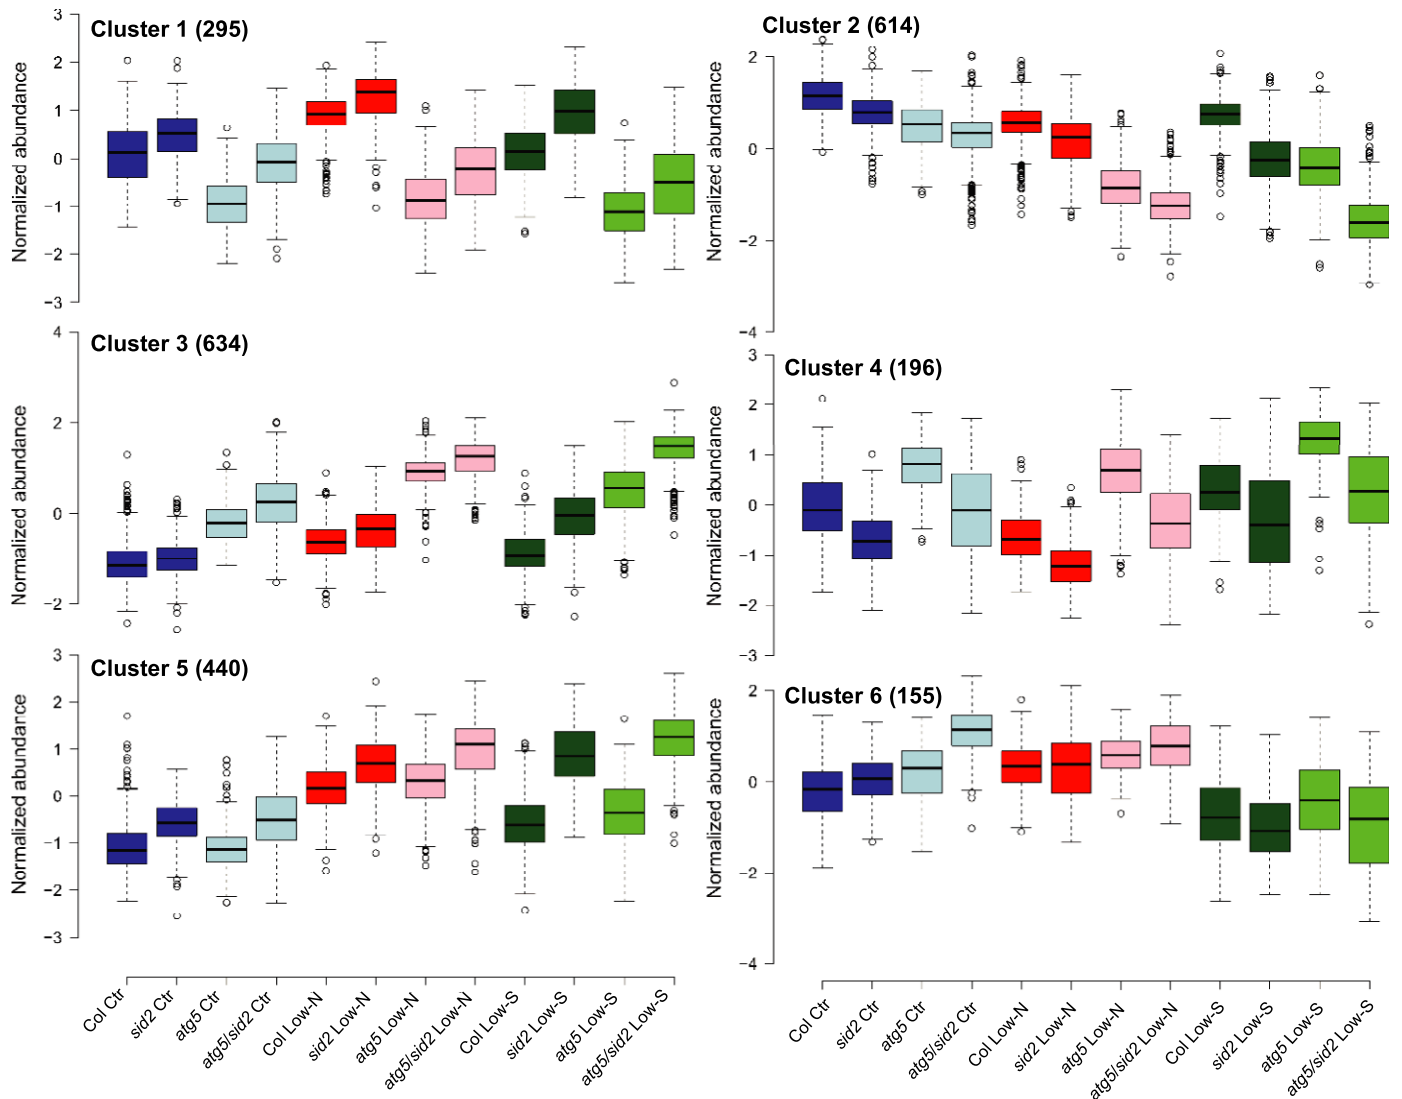 Cluster 1 (295)
Normalized abundance
3
2
1
0
−1
−2
−3
Cluster 2 (614)
Normalized abundance
2
0
−2
−4
Cluster 3 (634)
Normalized abundance
4
2
0
−2
Cluster 4 (196)
Normalized abundance
3
2
1
0
−1
−2
−3
Cluster 5 (440)
Normalized abundance
3
2
1
0
−1
−2
−3
Cluster 6 (155)
Normalized abundance
2
0
−2
−4
Col Ctr
sid2 Ctr
atg5 Ctr
atg5/sid2 Ctr
Col Low-N
sid2 Low-N
atg5 Low-N
atg5/sid2 Low-N
Col Low-S
sid2 Low-S
atg5 Low-S
atg5/sid2 Low-S
Col Ctr
sid2 Ctr
atg5 Ctr
atg5/sid2 Ctr
Col Low-N
sid2 Low-N
atg5 Low-N
atg5/sid2 Low-N
Col Low-S
sid2 Low-S
atg5 Low-S
atg5/sid2 Low-S